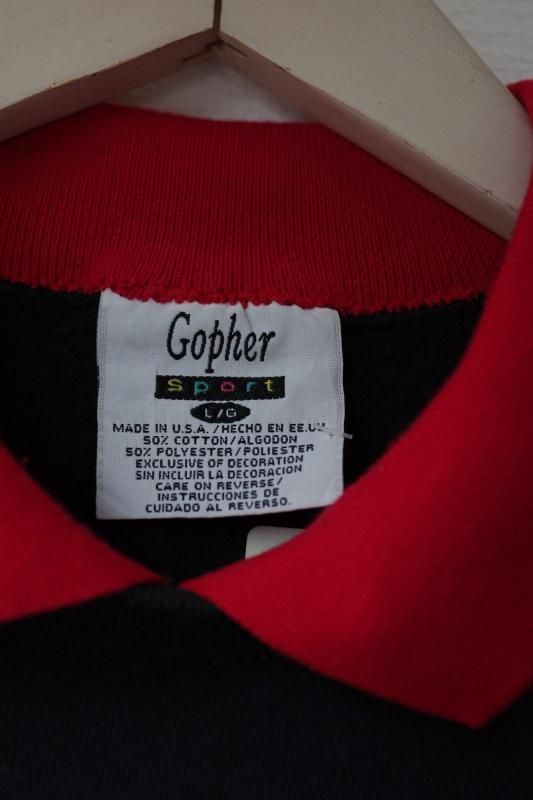 Gopher
Sport
L/G
MADE IN U.S.A./HECHO EN EE.U
50% COTTON/ALGODON
50% POLYESTER/POLIESTER
EXCLUSIVE OF DECORATION
SIN INCLUIR LA DECORACION
CARE ON REVERSE/
INSTRUCCIONES DE
CUIDADO AL REVERSO.